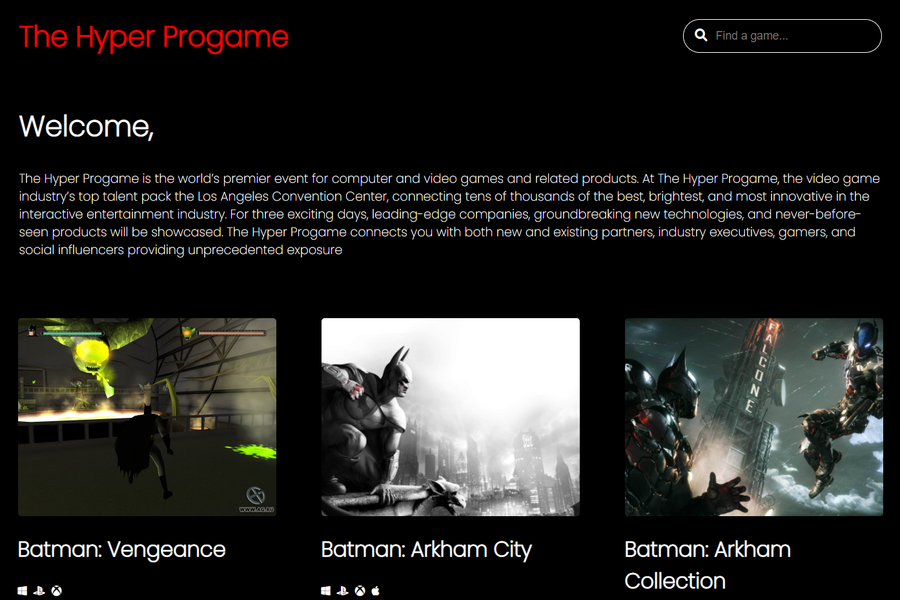 The Hyper Progame
Find a game...
Welcome,
The Hyper Progame is the world's premier event for computer and video games and related products. At The Hyper Progame, the video game
industry's top talent pack the Los Angeles Convention Center, connecting tens of thousands of the best, brightest, and most innovative in the
interactive entertainment industry. For three exciting days, leading-edge companies, groundbreaking new technologies, and never-before-
seen products will be showcased. The Hyper Progame connects you with both new and existing partners, industry executives, gamers, and
social influencers providing unprecedented exposure
WWW.AG.RU
FALCONE
Batman: Vengeance
Batman: Arkham City
Batman: Arkham
Collection